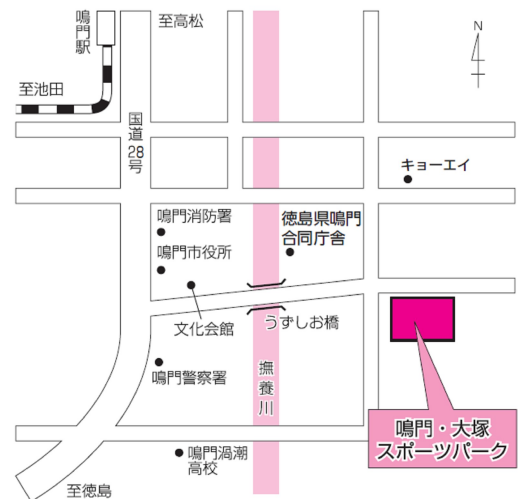 鳴門駅
至高松
N
至池田
国道28号
キョーエイ
鳴門消防署
徳島県鳴門
合同庁舎
鳴門市役所
文化会館
うずしお橋
鳴門警察署
撫養川
鳴門・大塚
スポーツパーク
鳴門渦潮
高校
至徳島